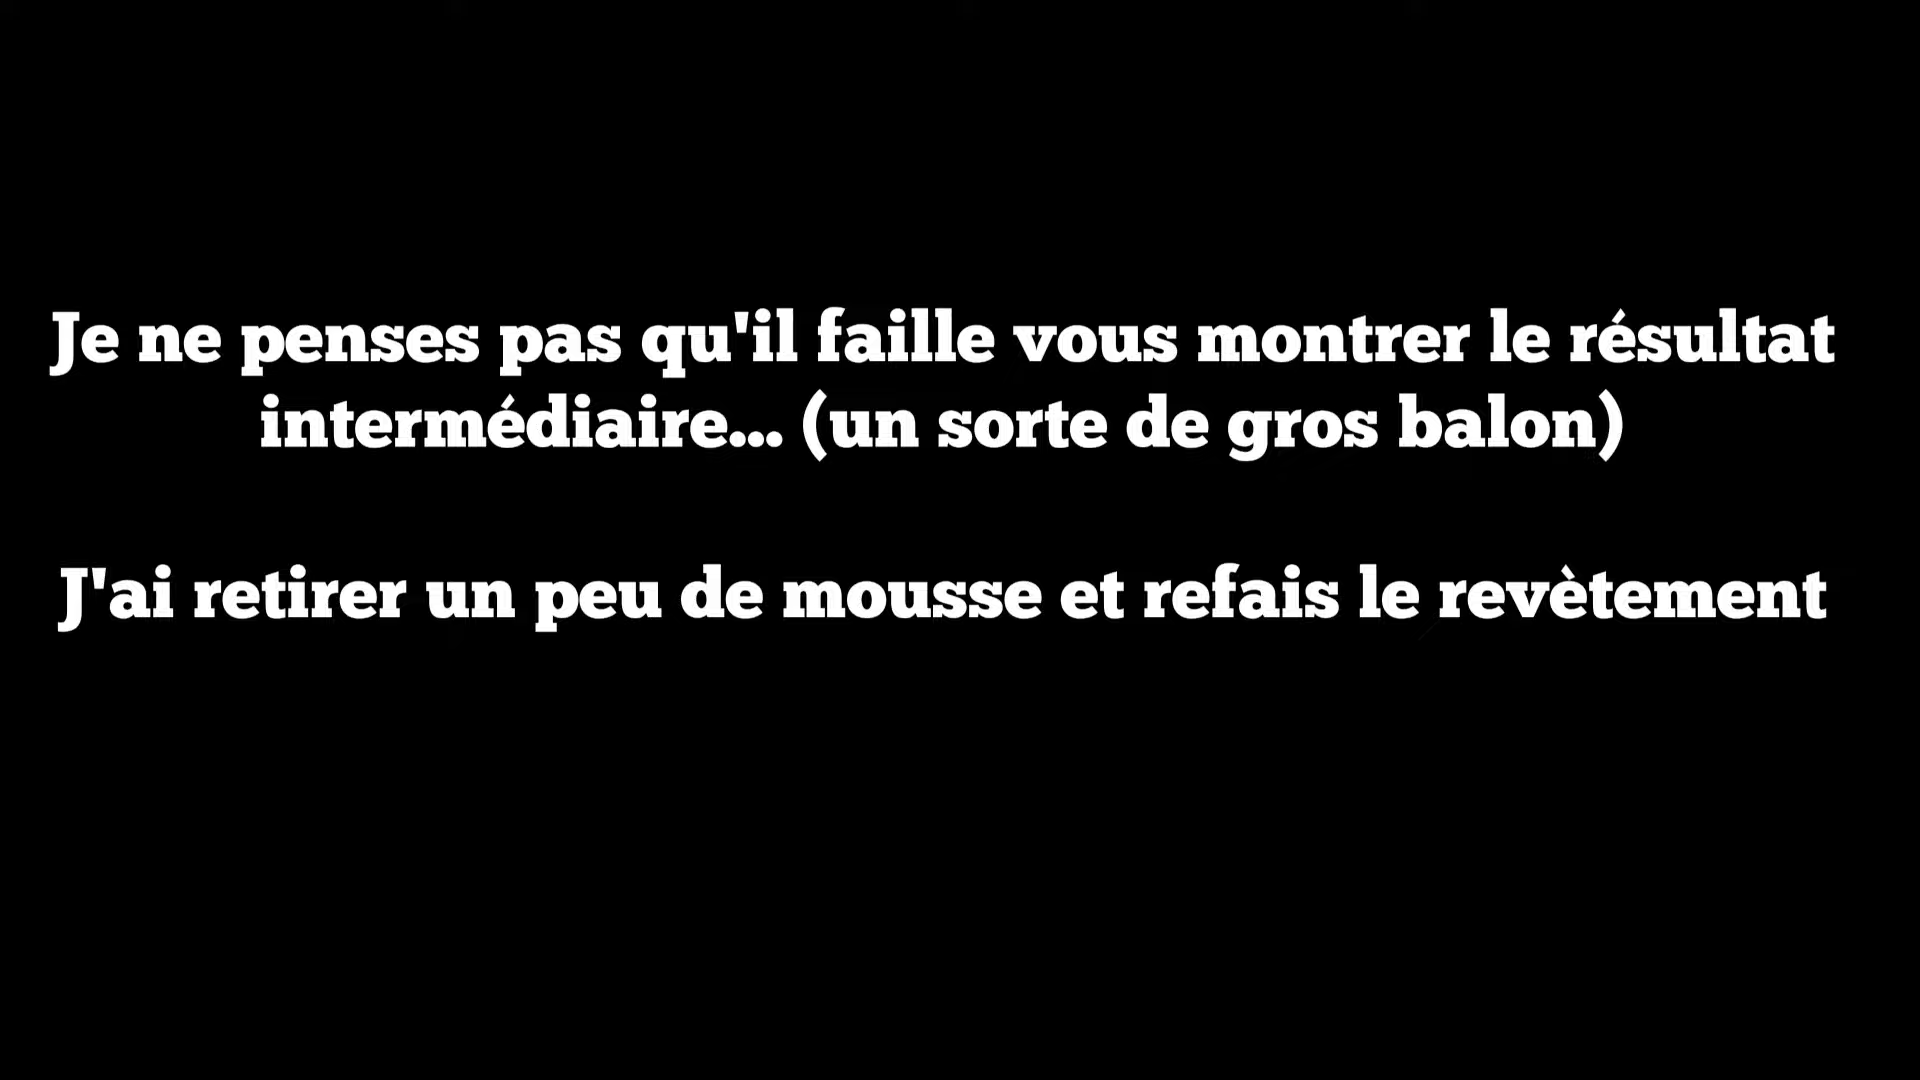 Je ne penses pas qu'il faille vous montrer le résultat
intermédiaire... (un sorte de gros balon)
J'ai retirer un peu de mousse et refais le revètement